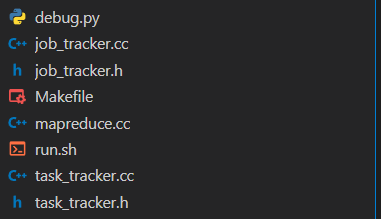 debug.py
C++ job_tracker.cc
h job_tracker.h
Makefile
C++ mapreduce.cc
run.sh
C++ task_tracker.cc
h task_tracker.h